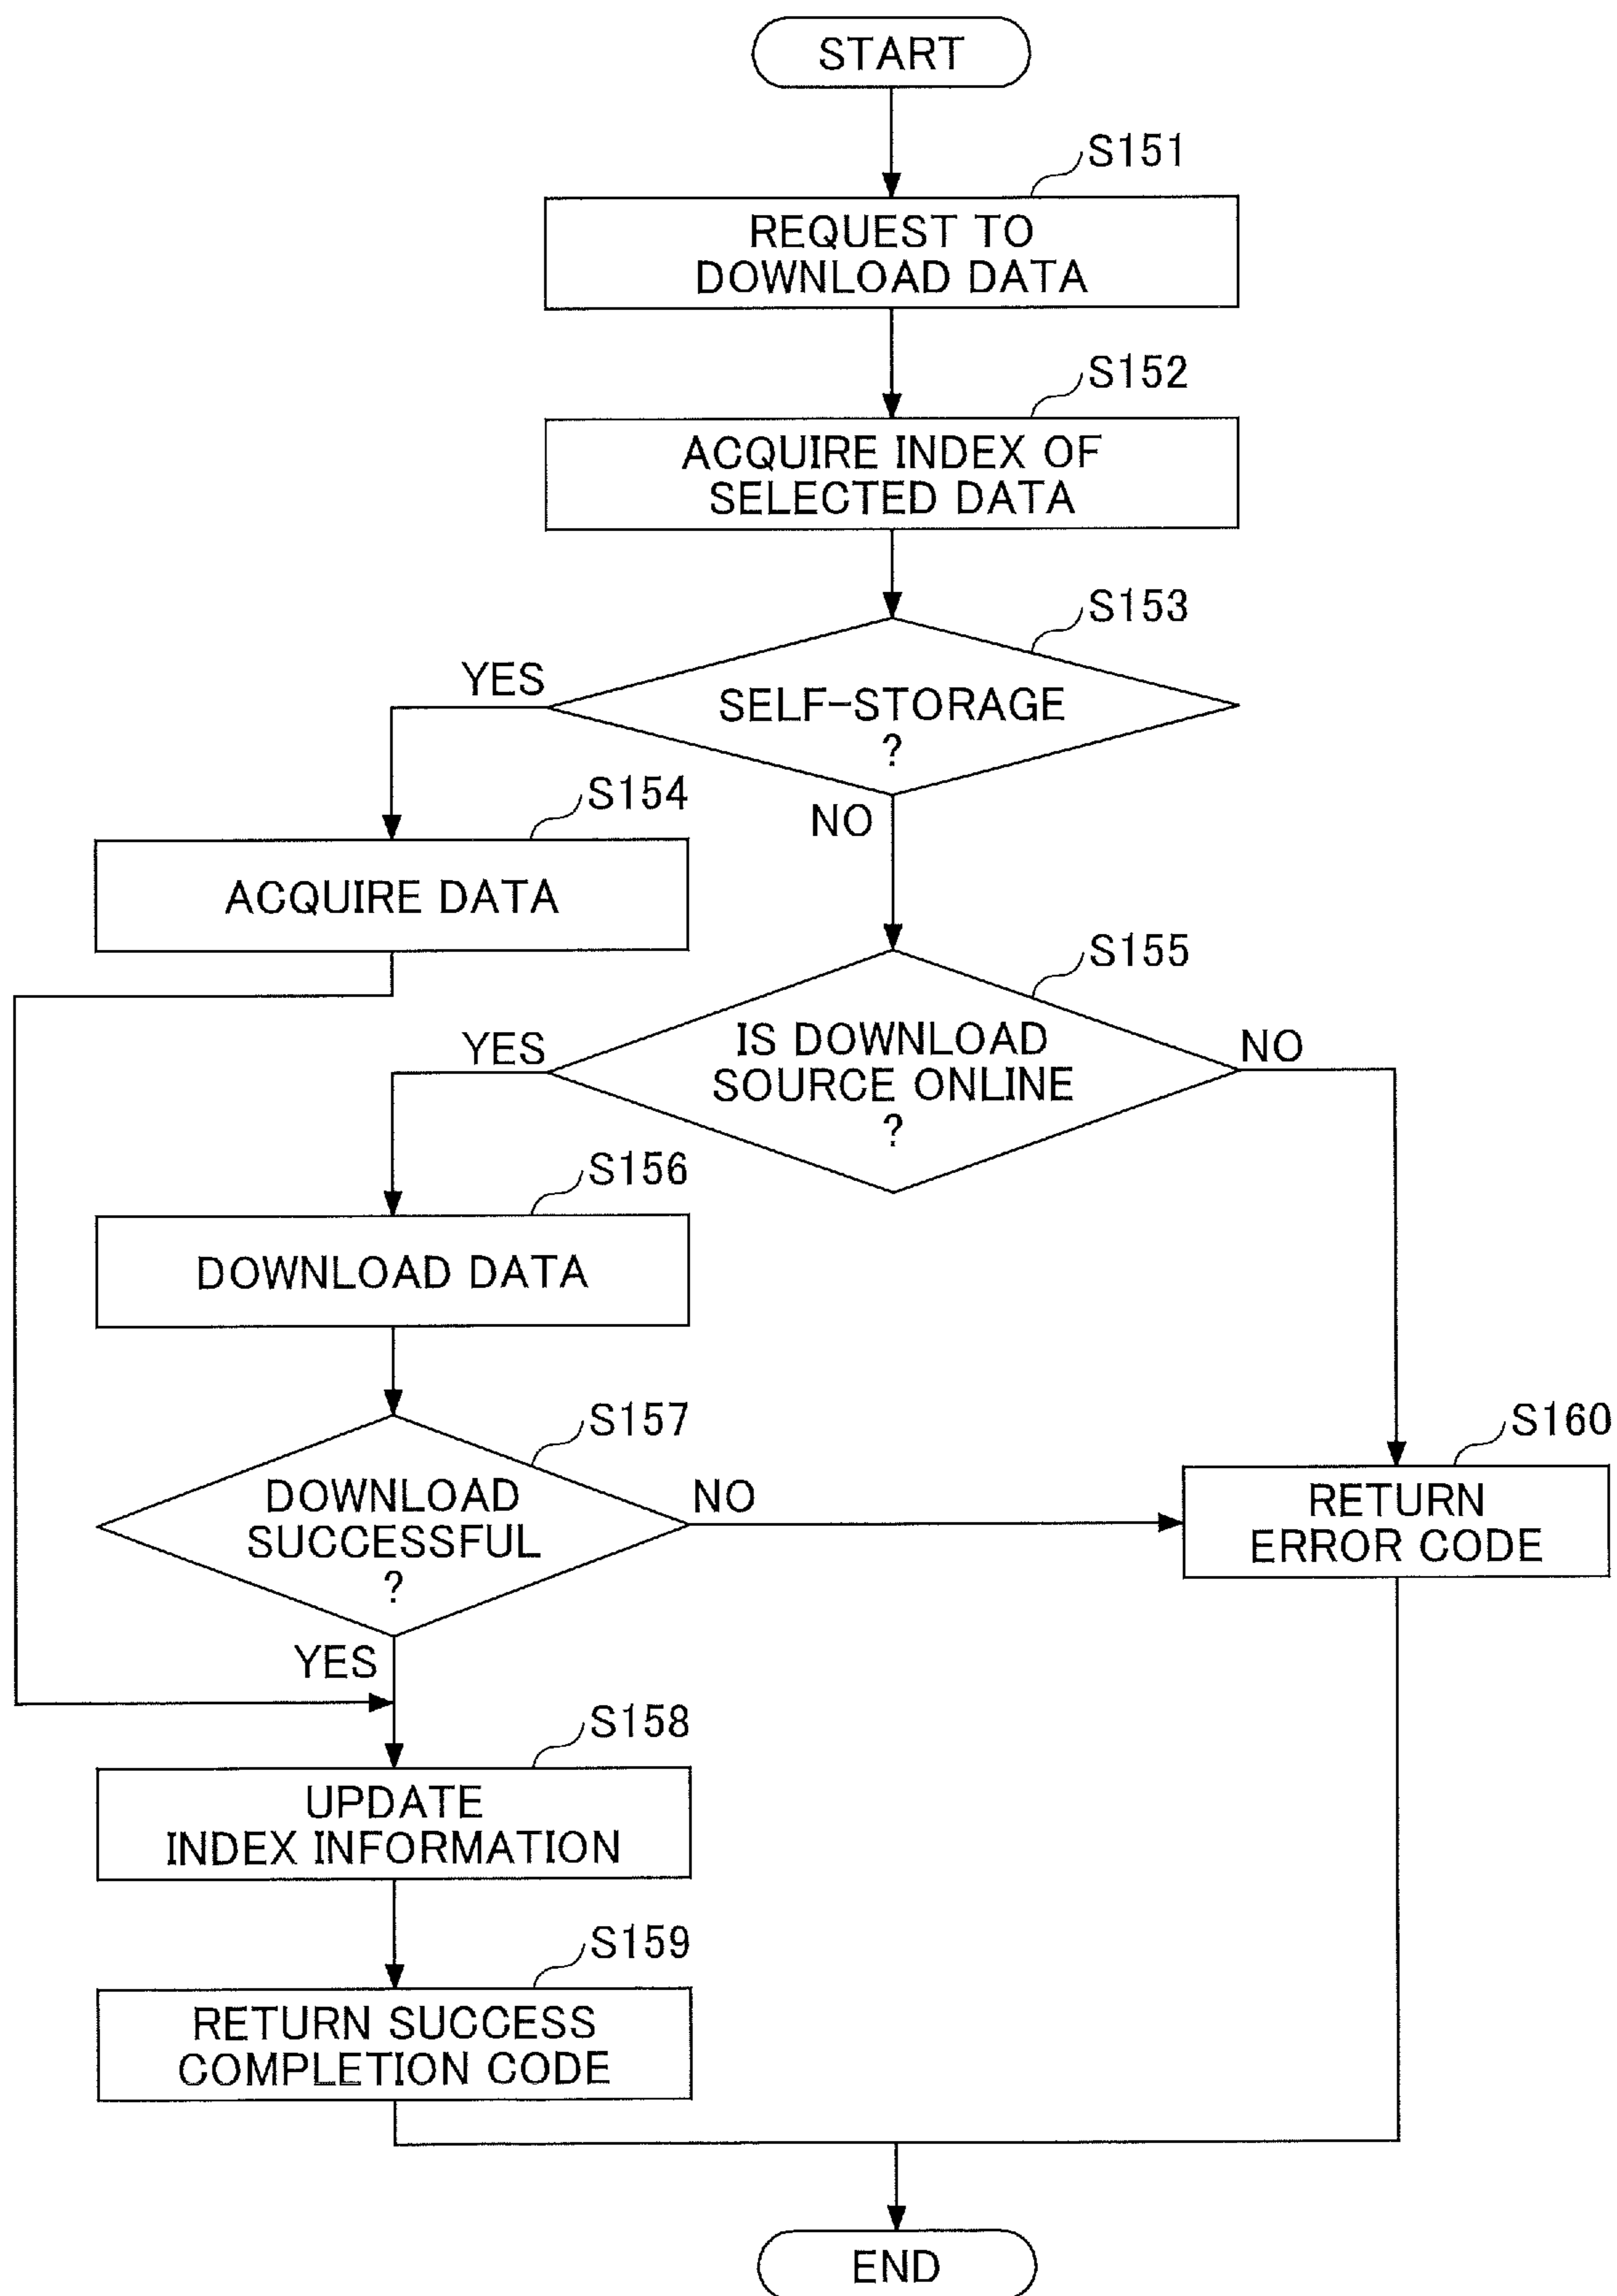 START
S151
REQUEST TO
DOWNLOAD DATA
S152
ACQUIRE INDEX OF
SELECTED DATA
S153
YES
SELF-STORAGE
?
NO
S154
ACQUIRE DATA
S155
YES
IS DOWNLOAD
SOURCE ONLINE
?
NO
S156
DOWNLOAD DATA
S157
DOWNLOAD
SUCCESSFUL
?
NO
YES
S160
RETURN
ERROR CODE
S158
UPDATE
INDEX INFORMATION
S159
RETURN SUCCESS
COMPLETION CODE
END